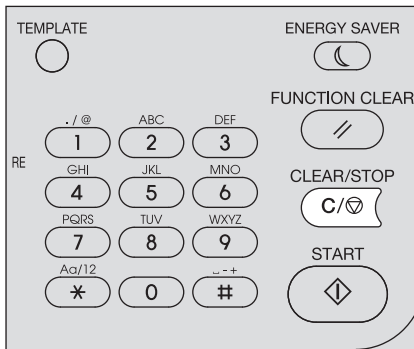 TEMPLATE ENERGY SAVER
FUNCTION CLEAR
. / @ ABC DEF
1 2 3
RE
GHI JKL MNO
4 5 6
CLEAR/STOP
C/
PQRS TUV WXYZ
7 8 9
START
Aa/12 ⎵ - +
* 0 #